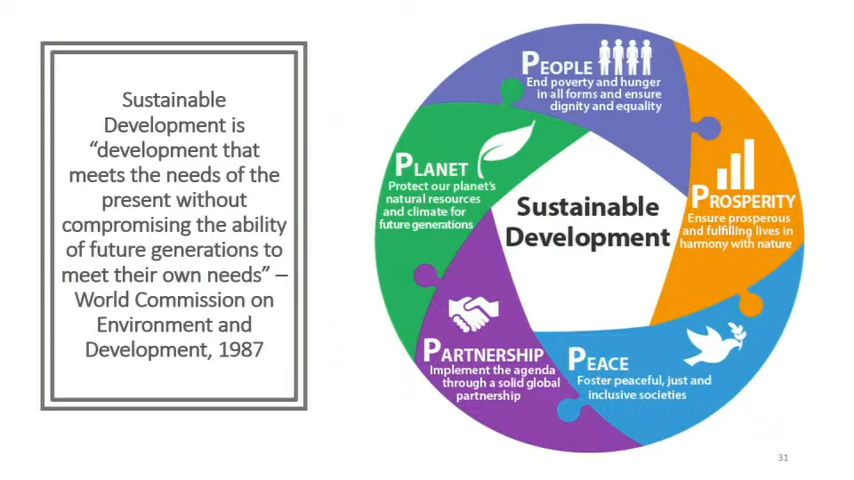 Sustainable
Development is
“development that
meets the needs of the
present without
compromising the ability
of future generations to
meet their own needs” –
World Commission on
Environment and
Development, 1987
PEOPLE
End poverty and hunger
in all forms and ensure
dignity and equality
PROSPERITY
Ensure prosperous
and fulfilling lives in
harmony with nature
PEACE
Foster peaceful, just and
inclusive societies
PARTNERSHIP
Implement the agenda
through a solid global
partnership
PLANET
Protect our planet's
natural resources
and climate for
future generations
Sustainable
Development
31